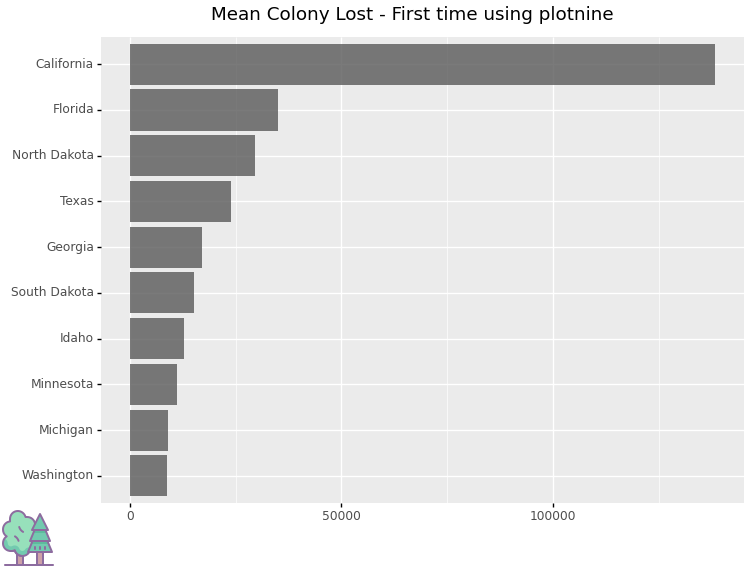 Mean Colony Lost - First time using plotnine
California
Florida
North Dakota
Texas
Georgia
South Dakota
Idaho
Minnesota
Michigan
Washington
0 50000 100000